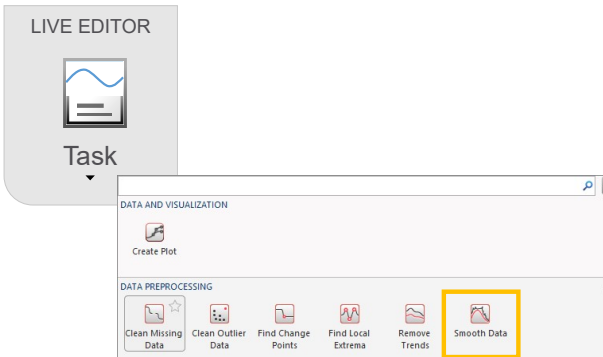 LIVE EDITOR
Task
DATA AND VISUALIZATION
Create Plot
DATA PREPROCESSING
Clean Missing Data
Clean Outlier Data
Find Change Points
Find Local Extrema
Remove Trends
Smooth Data